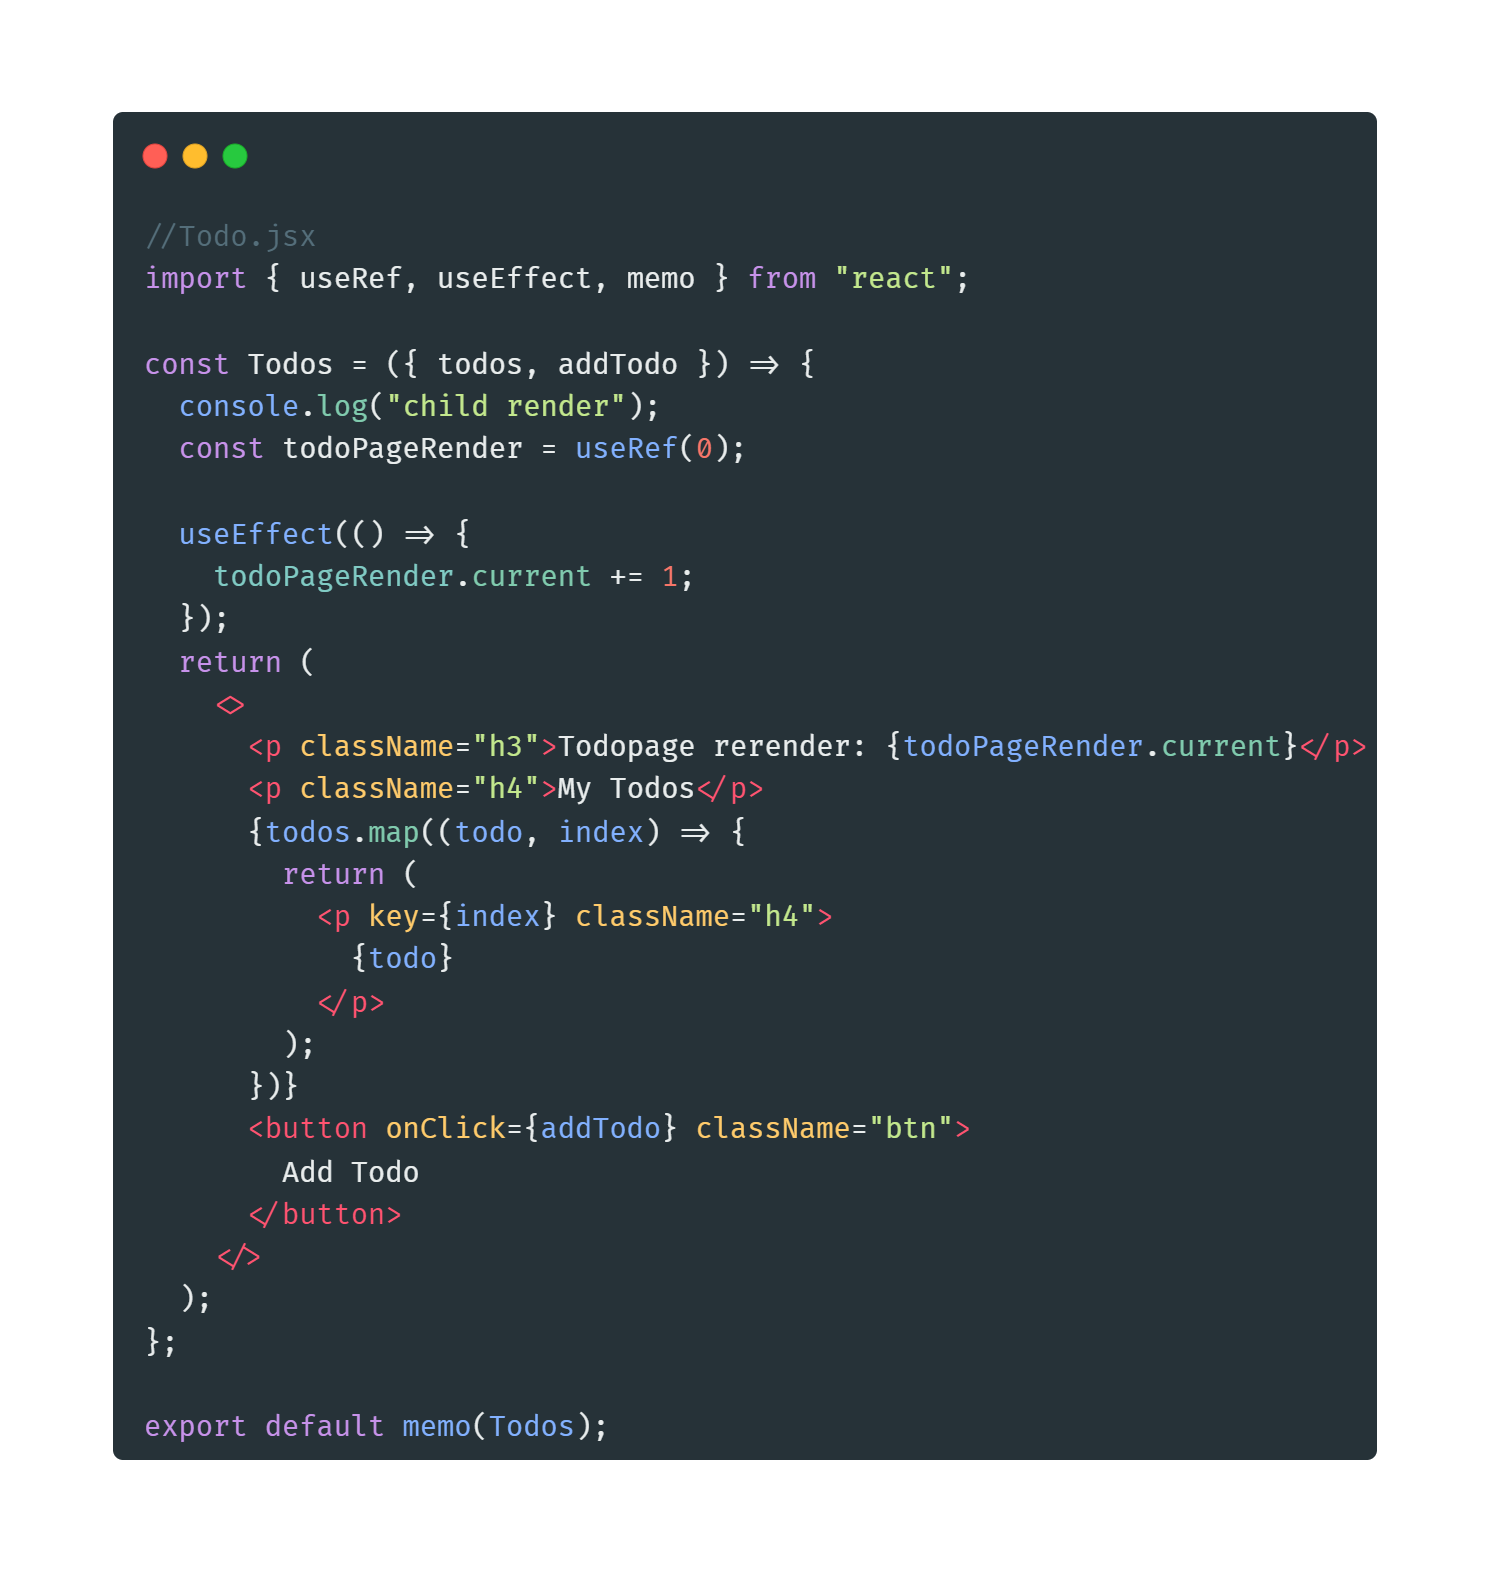 //Todo.jsx
import { useRef, useEffect, memo } from "react";

const Todos = ({ todos, addTodo }) => {
  console.log("child render");
  const todoPageRender = useRef(0);

  useEffect(() => {
    todoPageRender.current += 1;
  });
  return (
    <>
      <p className="h3">Todopage rerender: {todoPageRender.current}</p>
      <p className="h4">My Todos</p>
      {todos.map((todo, index) => {
        return (
          <p key={index} className="h4">
            {todo}
          </p>
        );
      })}
      <button onClick={addTodo} className="btn">
        Add Todo
      </button>
    </>
  );
};

export default memo(Todos);